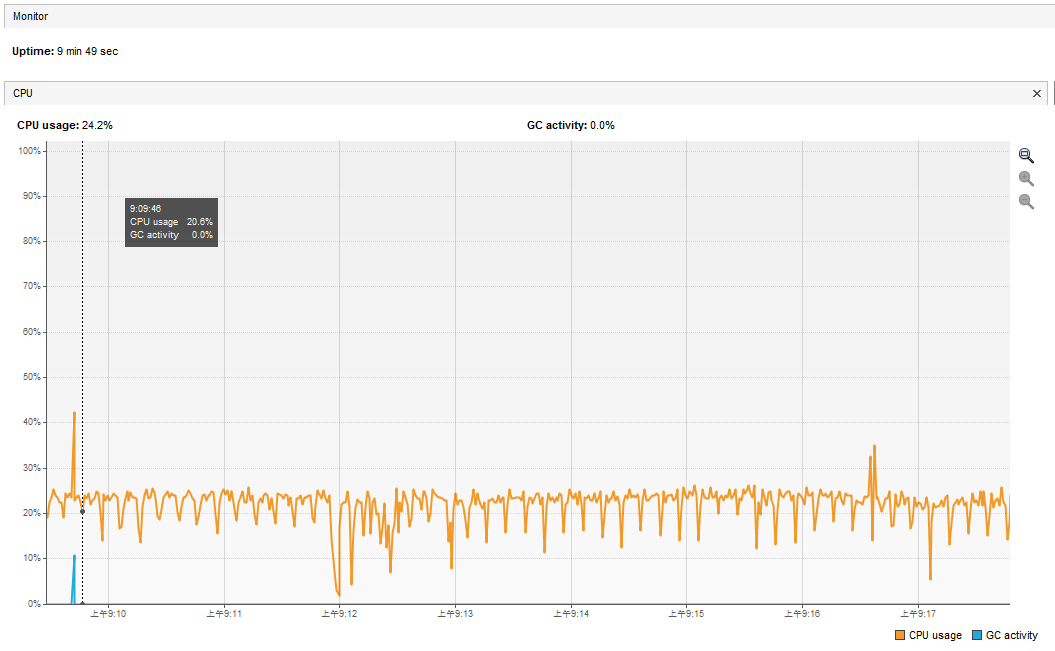 Monitor
Uptime: 9 min 49 sec
CPU
CPU usage: 24.2% GC activity: 0.0%
100%
90%
9:09:46
CPU usage 20.6%
GC activity 0.0%
80%
70%
60%
50%
40%
30%
20%
10%
0%
上午9:10 上午9:11 上午9:12 上午9:13 上午9:14 上午9:15 上午9:16 上午9:17
CPU usage GC activity